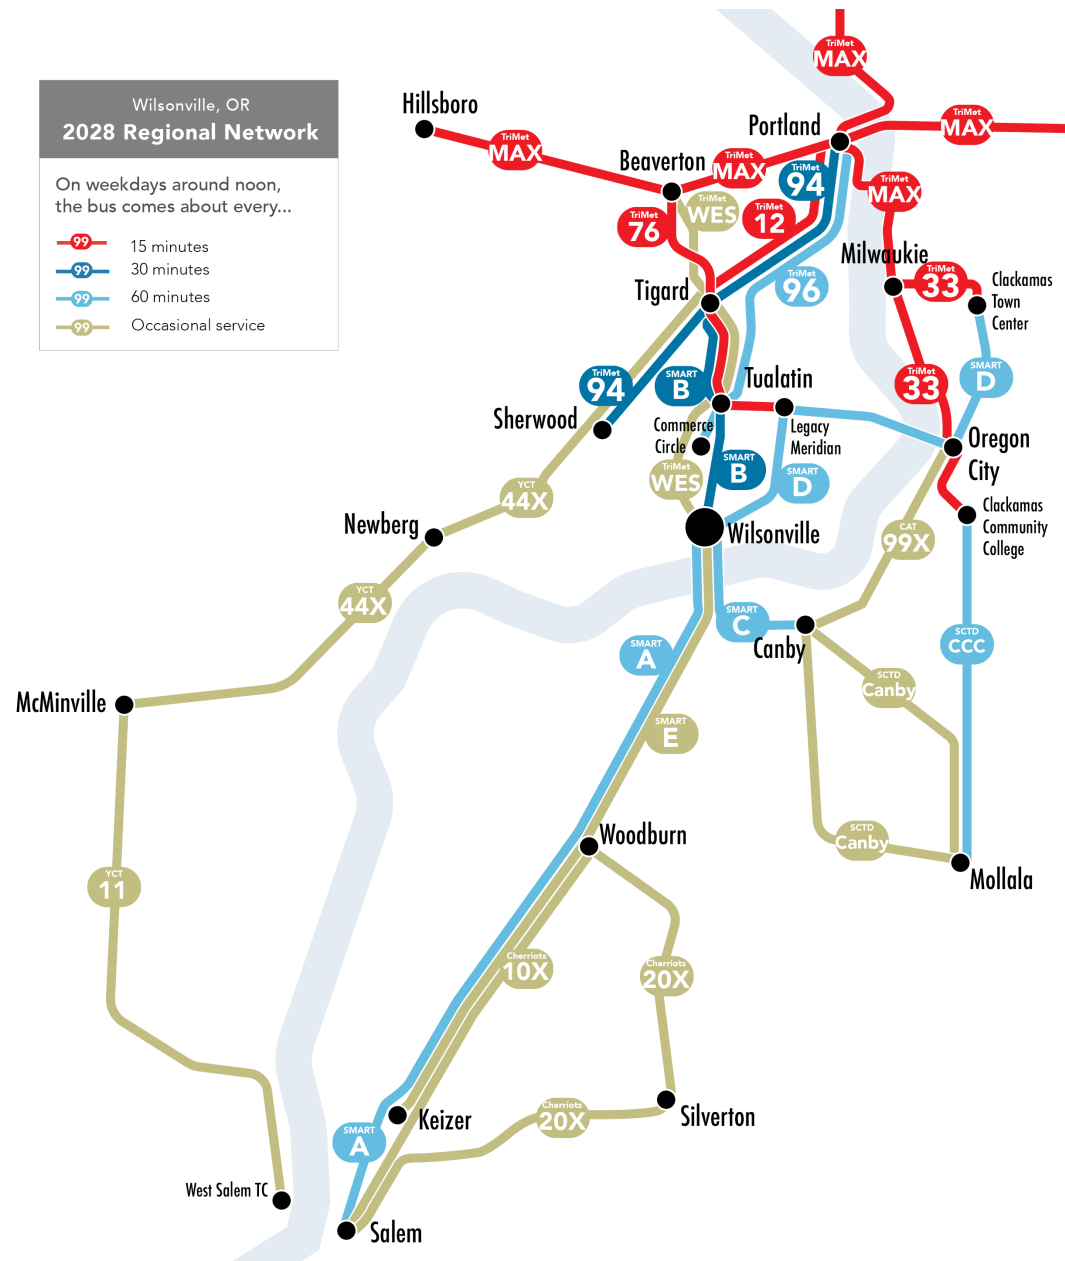 Wilsonville, OR
2028 Regional Network
On weekdays around noon,
the bus comes about every...
99 15 minutes
99 30 minutes
99 60 minutes
99 Occasional service
TriMet
MAX
Hillsboro
TriMet
MAX
Portland
TriMet
MAX
Beaverton
TriMet
MAX
TriMet
94
TriMet
MAX
TriMet
WES
TriMet
12
TriMet
76
Milwaukie
TriMet
33
Clackamas
Town
Center
Tigard
TriMet
96
TriMet
94
SMART
B
Tualatin
SMART
D
TriMet
33
Sherwood
Commerce
Circle
Legacy
Meridian
Oregon
City
TriMet
WES
SMART
B
SMART
D
YCT
44X
Newberg
Wilsonville
Clackamas
Community
College
CAT
99X
YCT
44X
SMART
C
Canby
SMART
A
SCTD
CCC
SCTD
Canby
McMinville
SMART
E
Woodburn
SCTD
Canby
Mollala
YCT
11
Cherriots
10X
Cherriots
20X
Keizer
Cherriots
20X
Silverton
SMART
A
West Salem TC
Salem